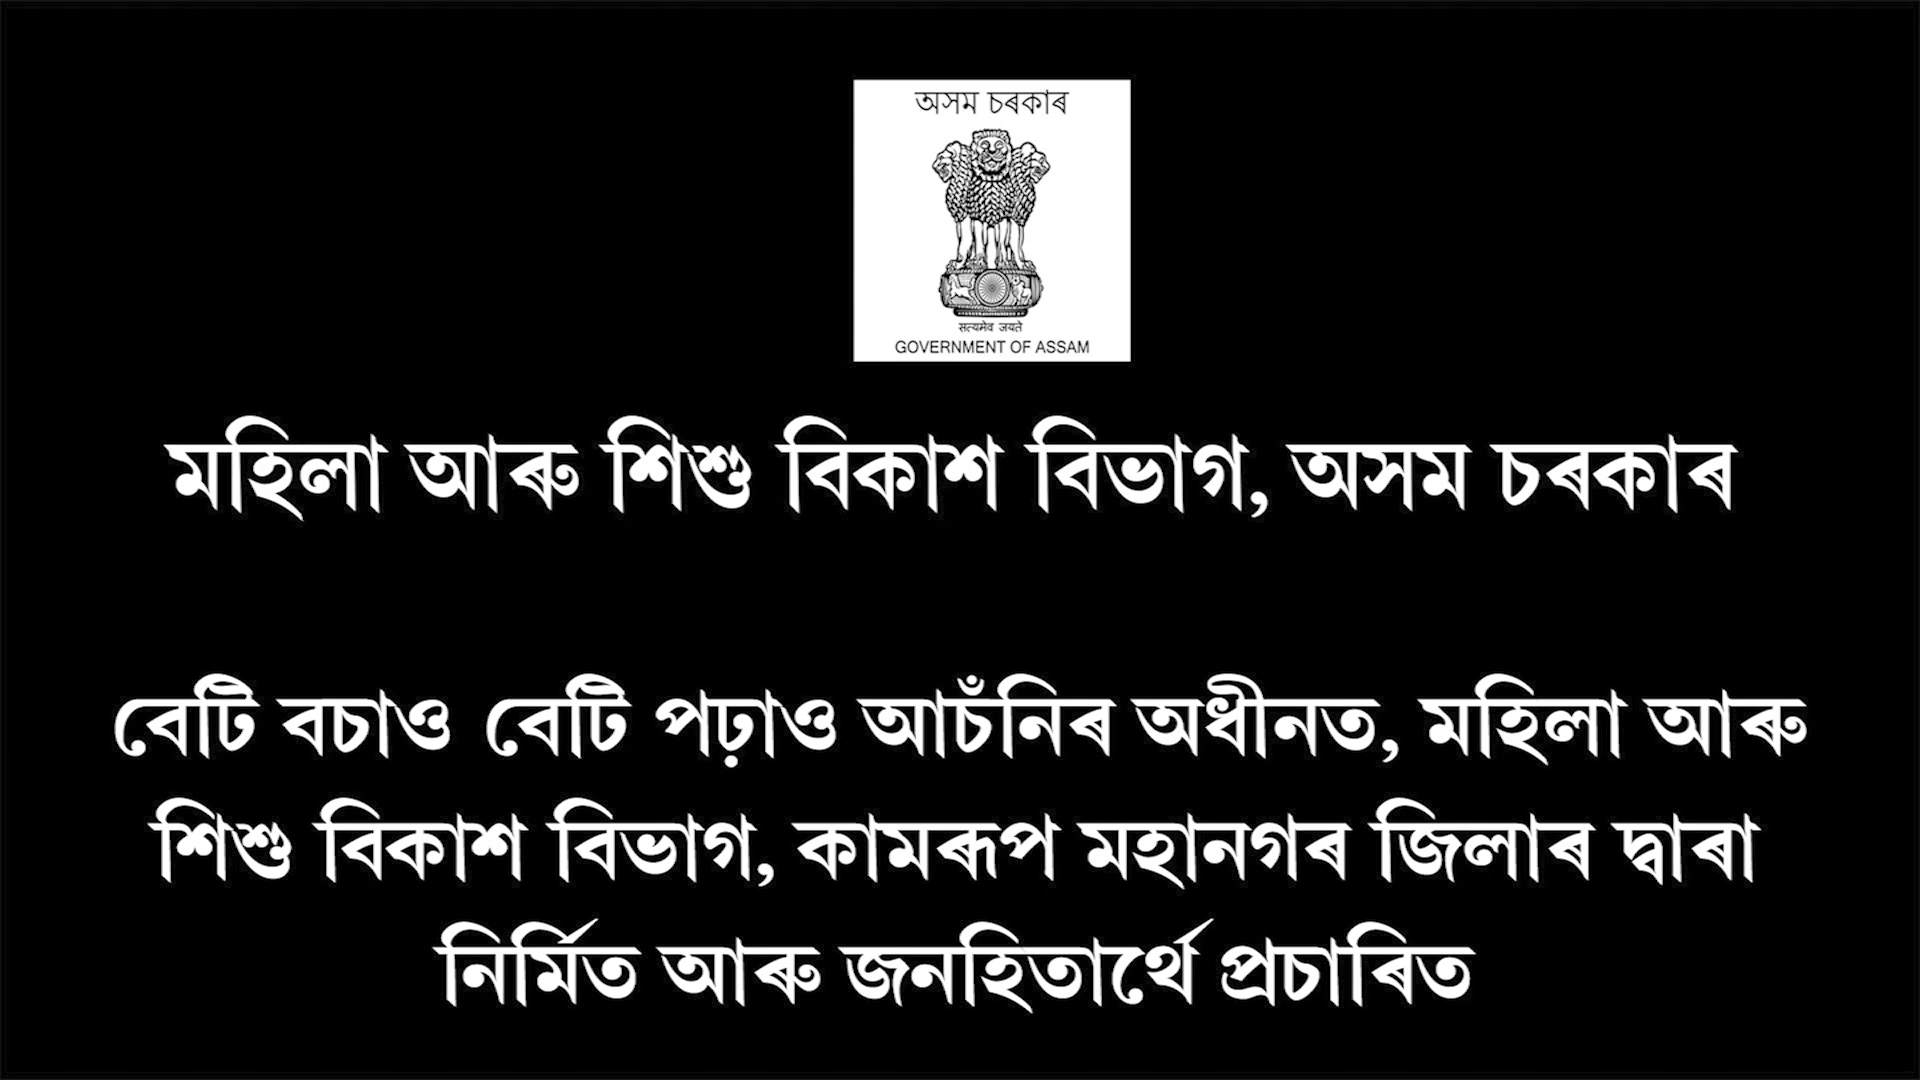 অসম চৰকাৰ
सत्यमेव जयते
GOVERNMENT OF ASSAM
মহিলা আৰু শিশু বিকাশ বিভাগ, অসম চৰকাৰ
বেটি বচাও বেটি পঢ়াও আচঁনিৰ অধীনত, মহিলা আৰু
শিশু বিকাশ বিভাগ, কামৰূপ মহানগৰ জিলাৰ দ্বাৰা
নিৰ্মিত আৰু জনহিতাৰ্থে প্ৰচাৰিত